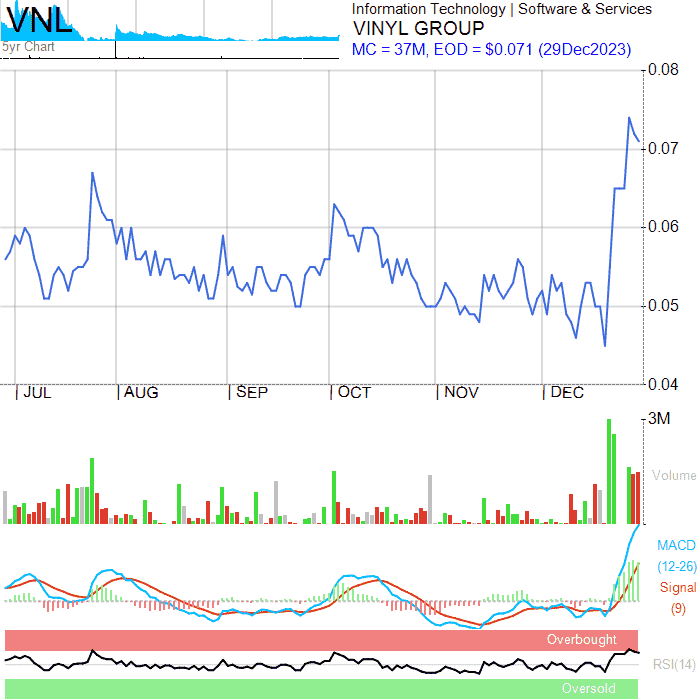 VNL
5yr Chart
Information Technology | Software & Services
VINYL GROUP
MC = 37M, EOD = $0.071 (29Dec2023)
0.08
0.07
0.06
0.05
0.04
JUL AUG SEP OCT NOV DEC
3M
Volume
MACD
(12-26)
Signal
(9)
Overbought
RSI(14)
Oversold